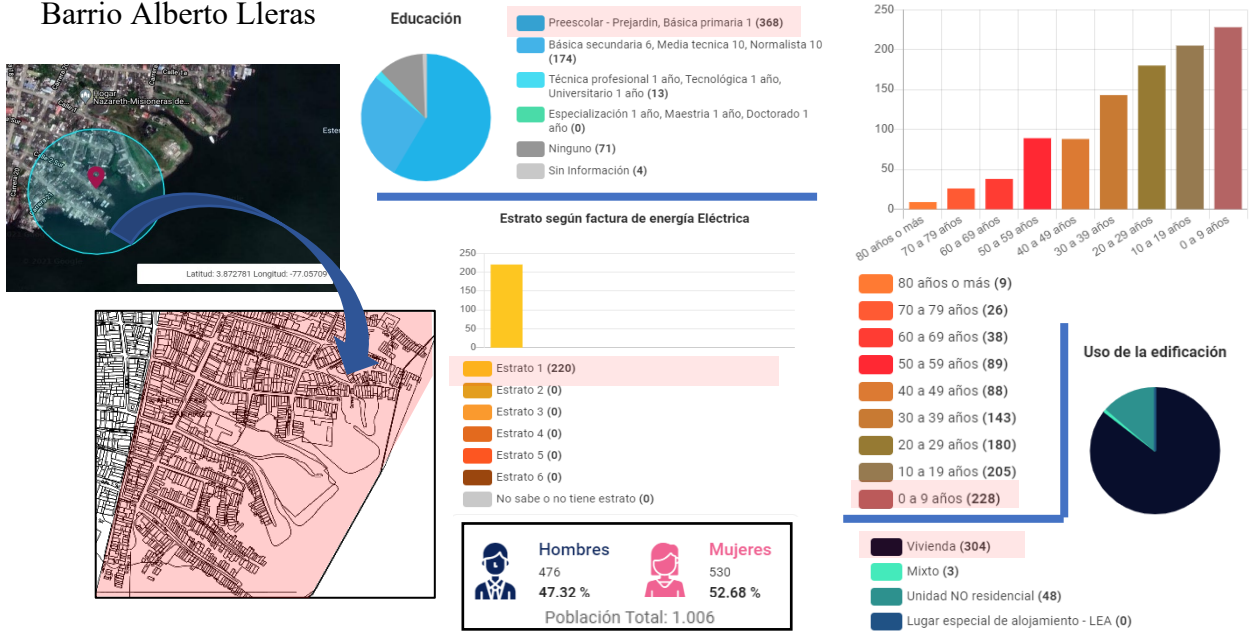 Barrio Alberto Lleras
Hogar
Nazareth-Misioneras de...
Latitud: 3.872781 Longitud: -77.05709
Educación
Preescolar - Prejardin, Básica primaria 1 (368)
Básica secundaria 6, Media tecnica 10, Normalista 10
(174)
Técnica profesional 1 año, Tecnológica 1 año,
Universitario 1 año (13)
Especialización 1 año, Maestria 1 año, Doctorado 1
año (0)
Ninguno (71)
Sin Información (4)
Estrato según factura de energía Eléctrica
250
200
150
100
50
0
Estrato 1 (220)
Estrato 2 (0)
Estrato 3 (0)
Estrato 4 (0)
Estrato 5 (0)
Estrato 6 (0)
No sabe o no tiene estrato (0)
Hombres
476
47.32 %
Mujeres
530
52.68 %
Población Total: 1.006
250
200
150
100
50
0
80 años o más
70 a 79 años
60 a 69 años
50 a 59 años
40 a 49 años
30 a 39 años
20 a 29 años
10 a 19 años
0 a 9 años
80 años o más (9)
70 a 79 años (26)
60 a 69 años (38)
50 a 59 años (89)
40 a 49 años (88)
30 a 39 años (143)
20 a 29 años (180)
10 a 19 años (205)
0 a 9 años (228)
Uso de la edificación
Vivienda (304)
Mixto (3)
Unidad NO residencial (48)
Lugar especial de alojamiento - LEA (0)